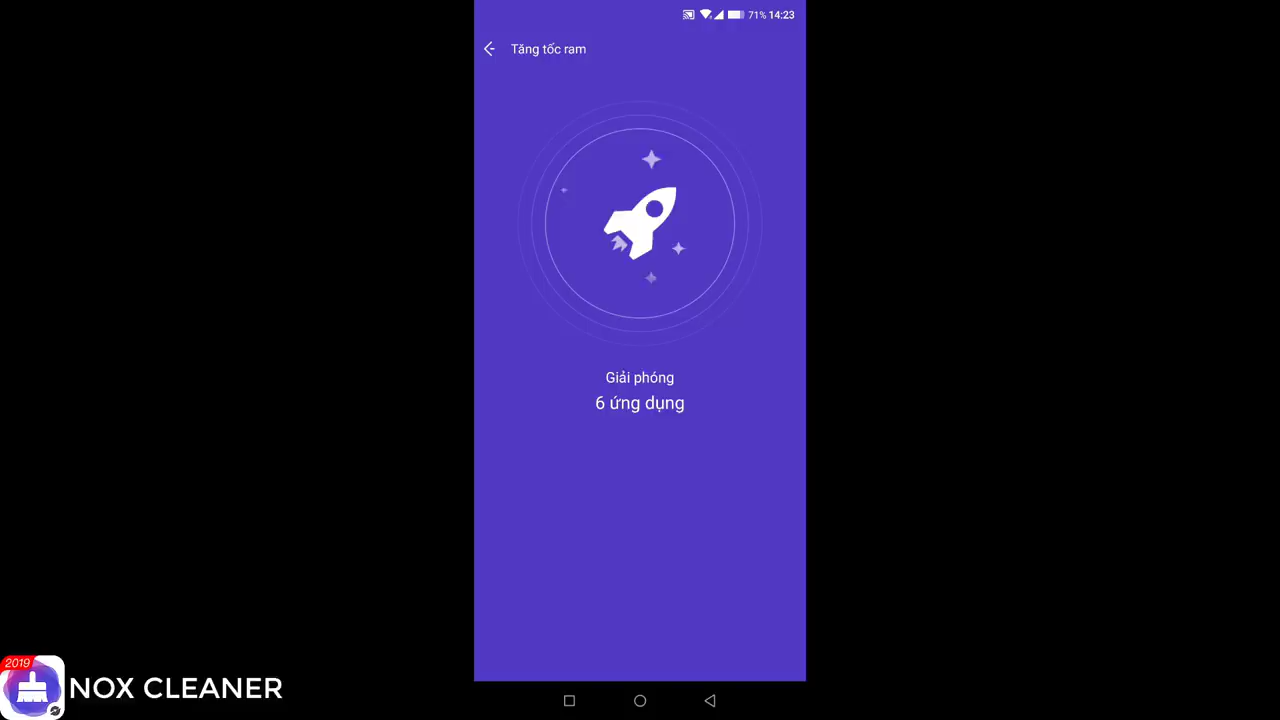 71% 14:23
Tăng tốc ram
Giải phóng
6 ứng dụng
2019
NOX CLEANER